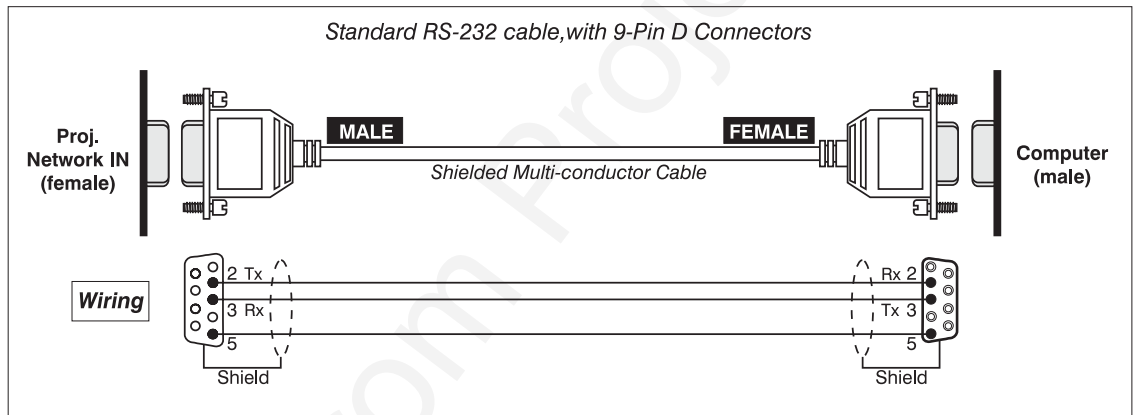 Standard RS-232 cable,with 9-Pin D Connectors
Proj.
Network IN
(female)
MALE
FEMALE
Shielded Multi-conductor Cable
Computer
(male)
Wiring
2 Tx
3 Rx
5
Shield
Rx 2
Tx 3
5
Shield